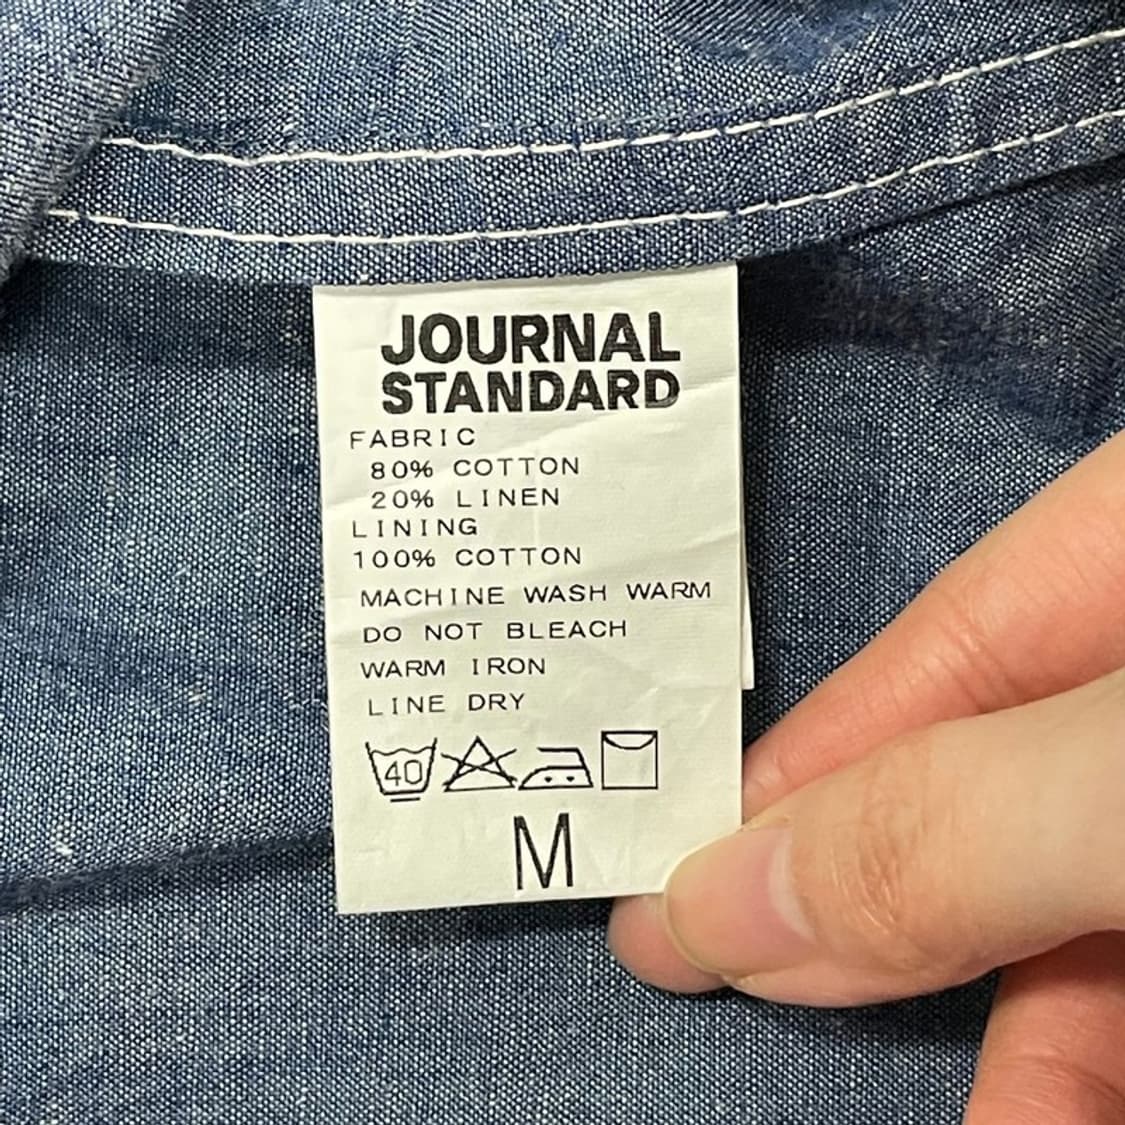 JOURNAL
STANDARD
FABRIC
80% COTTON
20% LINEN
LINING
100% COTTON
MACHINE WASH WARM
DO NOT BLEACH
WARM IRON
LINE DRY
40
M